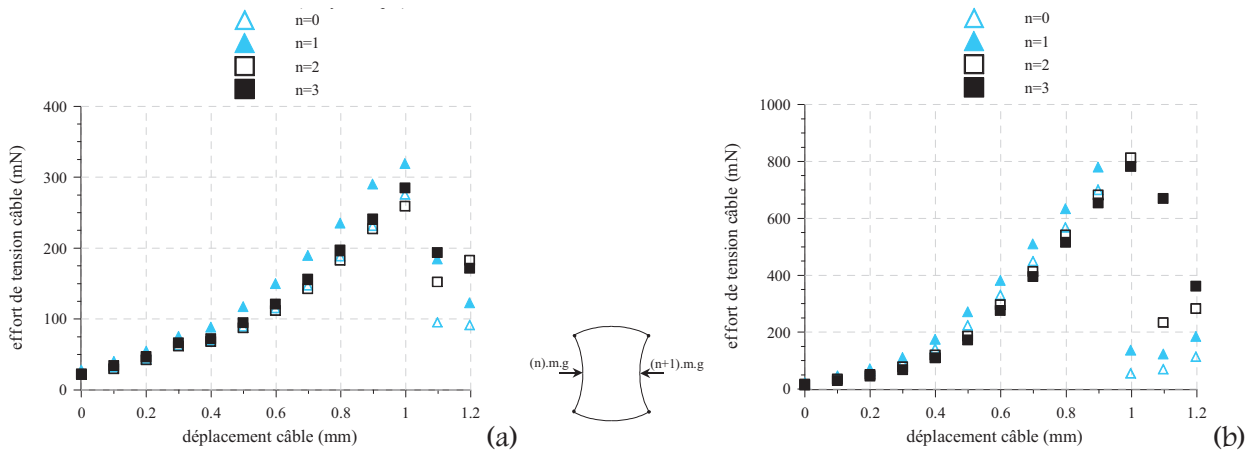 n=0
n=1
n=2
n=3
400
300
200
100
0
effort de tension câble (mN)
0 0.2 0.4 0.6 0.8 1 1.2
déplacement câble (mm)
(a)
(n).m.g
(n+1).m.g
n=0
n=1
n=2
n=3
1000
800
600
400
200
0
effort de tension câble (mN)
0 0.2 0.4 0.6 0.8 1 1.2
déplacement câble (mm)
(b)